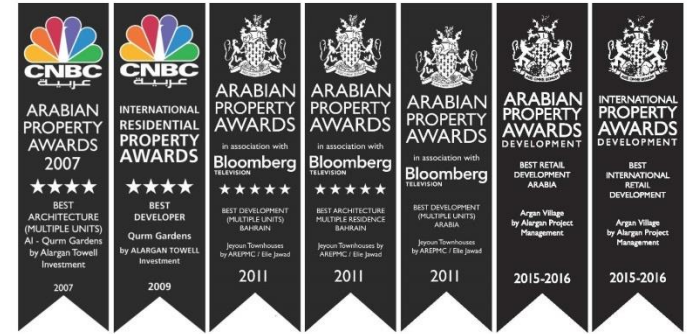 CNBC
عربية
ARABIAN
PROPERTY
AWARDS
2007
★★★★
BEST
ARCHITECTURE
(MULTIPLE UNITS)
Al - Qurm Gardens
by Alargan Towell
Investment
2007
CNBC
عربية
INTERNATIONAL
RESIDENTIAL
PROPERTY
AWARDS
★★★★
BEST
DEVELOPER
Qurm Gardens
by ALARGAN TOWELL
Investment
2009
ARABIAN
PROPERTY
AWARDS
in association with
Bloomberg
TELEVISION
★★★★★
BEST DEVELOPMENT
(MULTIPLE UNITS)
BAHRAIN
Jeyoun Townhouses
by AREPMC / Elie Jawad
2011
ARABIAN
PROPERTY
AWARDS
in association with
Bloomberg
TELEVISION
★★★★★
BEST ARCHITECTURE
MULTIPLE RESIDENCE
BAHRAIN
Jeyoun Townhouses by
AREPMC / Elie Jawad
2011
ARABIAN
PROPERTY
AWARDS
in association with
Bloomberg
TELEVISION
BEST DEVELOPMENT
(MULTIPLE UNITS)
ARABIA
Jeyoun Townhouses
by AREPMC / Elie Jawad
2011
ARABIAN
PROPERTY
AWARDS
DEVELOPMENT
BEST RETAIL
DEVELOPMENT
ARABIA
Argan Village
by Alargan Project
Management
2015-2016
INTERNATIONAL
PROPERTY
AWARDS
DEVELOPMENT
BEST
INTERNATIONAL
RETAIL
DEVELOPMENT
Argan Village
by Alargan Project
Management
2015-2016